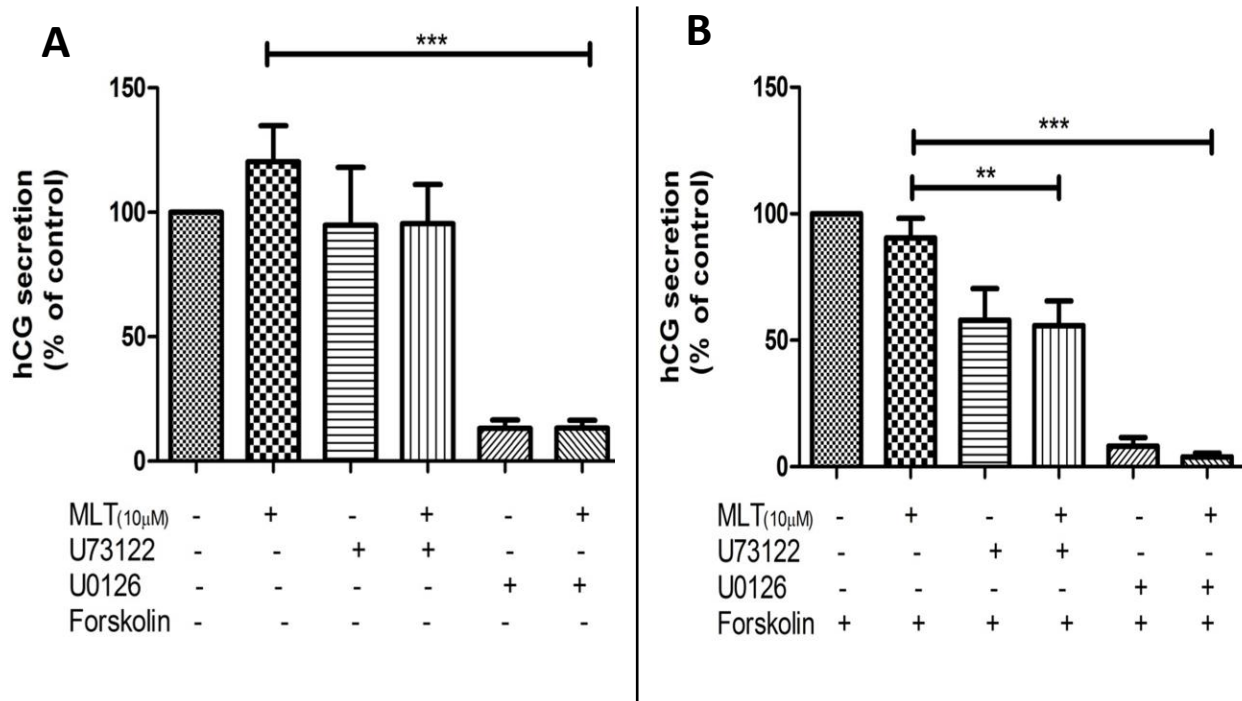 A
***
150
100
50
0
hCG secretion
(% of control)
MLT(10μM) - + - + - +
U73122 - - + + - -
U0126 - - - - + +
Forskolin - - - - - -
B
***
**
150
100
50
0
hCG secretion
(% of control)
MLT(10μM) - + - + - +
U73122 - - + + - -
U0126 - - - - + +
Forskolin + + + + + +